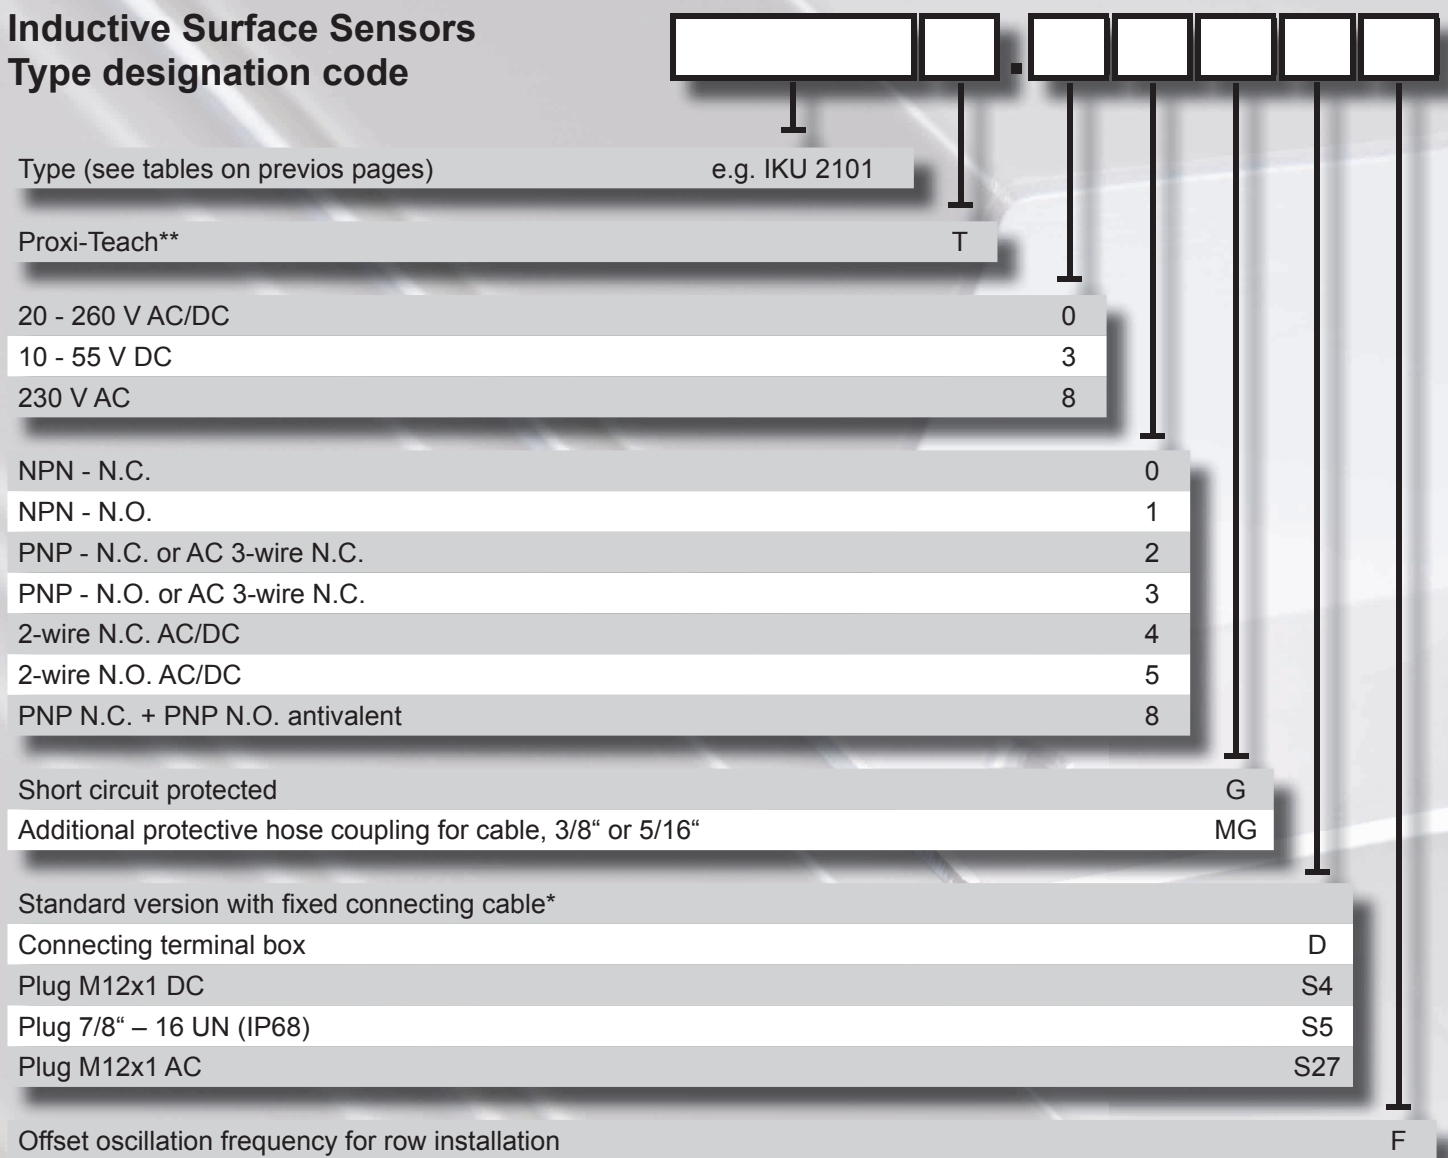 Inductive Surface Sensors
Type designation code
.
Type (see tables on previos pages) e.g. IKU 2101
Proxi-Teach** T
20 - 260 V AC/DC 0
10 - 55 V DC 3
230 V AC 8
NPN - N.C. 0
NPN - N.O. 1
PNP - N.C. or AC 3-wire N.C. 2
PNP - N.O. or AC 3-wire N.C. 3
2-wire N.C. AC/DC 4
2-wire N.O. AC/DC 5
PNP N.C. + PNP N.O. antivalent 8
Short circuit protected G
Additional protective hose coupling for cable, 3/8“ or 5/16“ MG
Standard version with fixed connecting cable*
Connecting terminal box D
Plug M12x1 DC S4
Plug 7/8“ – 16 UN (IP68) S5
Plug M12x1 AC S27
Offset oscillation frequency for row installation F